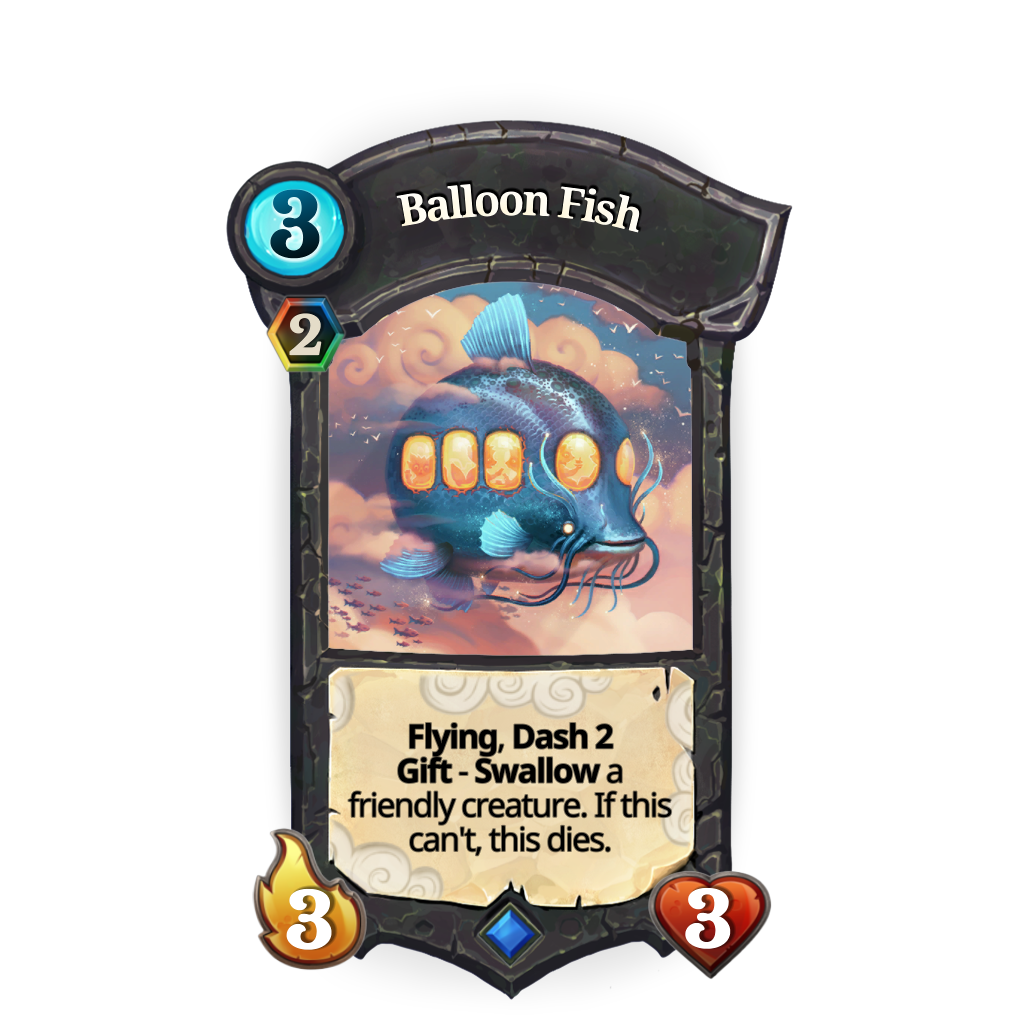 Balloon Fish
3
2
Flying, Dash 2
Gift - Swallow a
friendly creature. If this
can't, this dies.
3
3